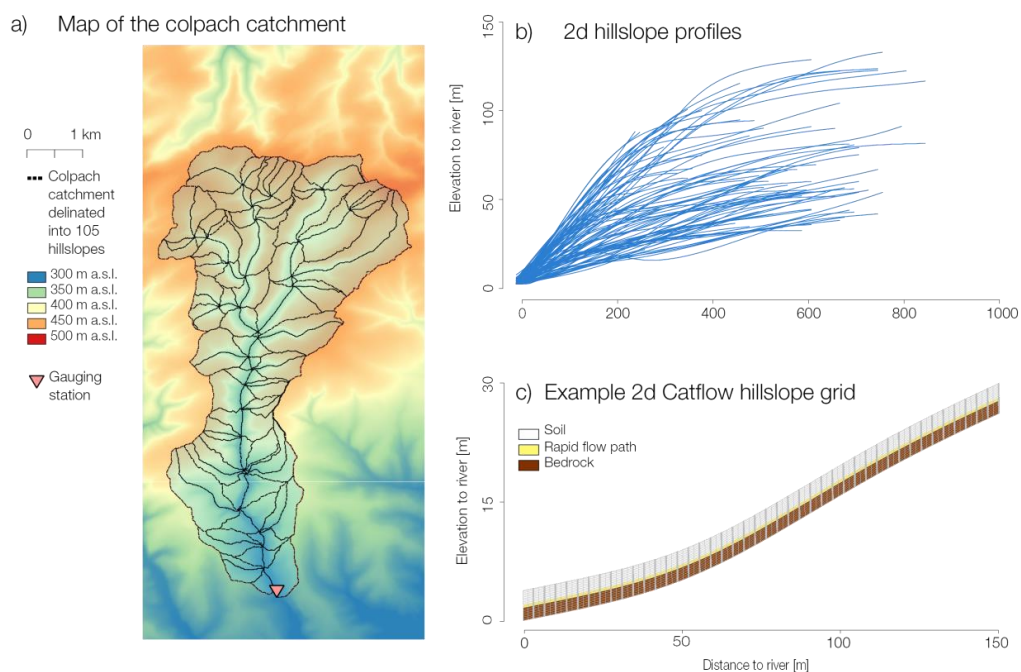 a) Map of the colpach catchment
0 1 km
Colpach
catchment
delinated
into 105
hillslopes
300 m a.s.l.
350 m a.s.l.
400 m a.s.l.
450 m a.s.l.
500 m a.s.l.
Gauging
station
b) 2d hillslope profiles
Elevation to river [m]
150
100
50
0
0 200 400 600 800 1000
c) Example 2d Catflow hillslope grid
Soil
Rapid flow path
Bedrock
Elevation to river [m]
30
15
0
0 50 100 150
Distance to river [m]